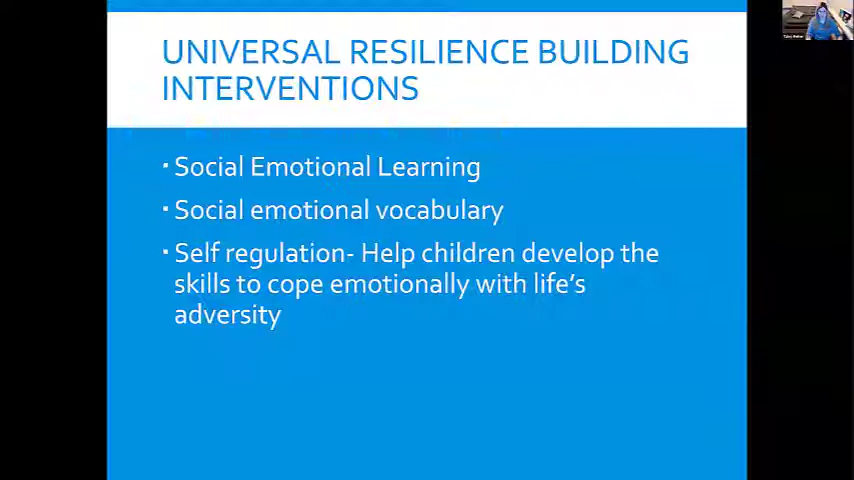 UNIVERSAL RESILIENCE BUILDING
INTERVENTIONS
▪ Social Emotional Learning
▪ Social emotional vocabulary
▪ Self regulation- Help children develop the
skills to cope emotionally with life's
adversity